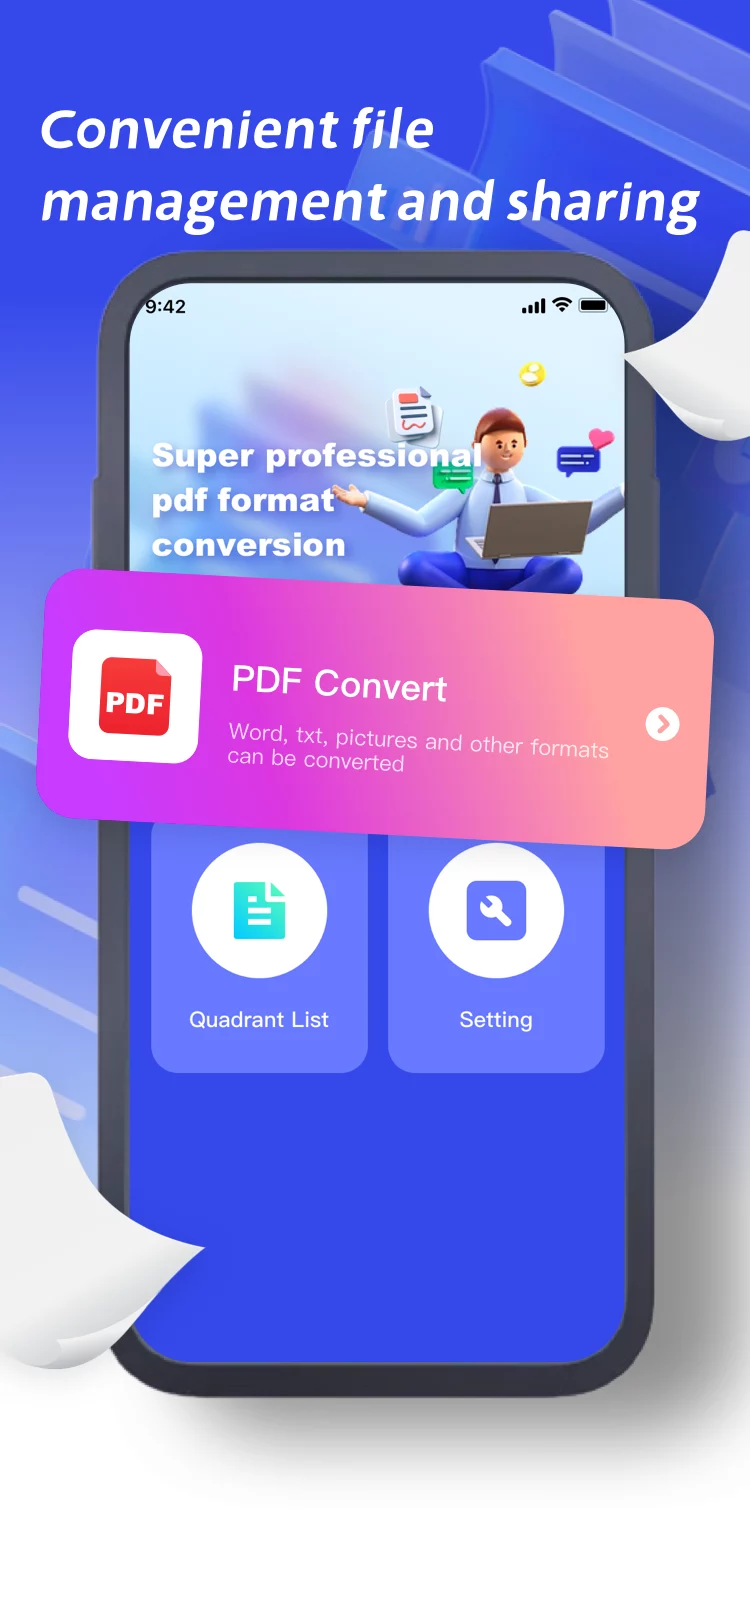 Convenient file
management and sharing
9:42
Super professional
pdf format
conversion
PDF
PDF Convert
Word, txt, pictures and other formats
can be converted
Quadrant List
Setting